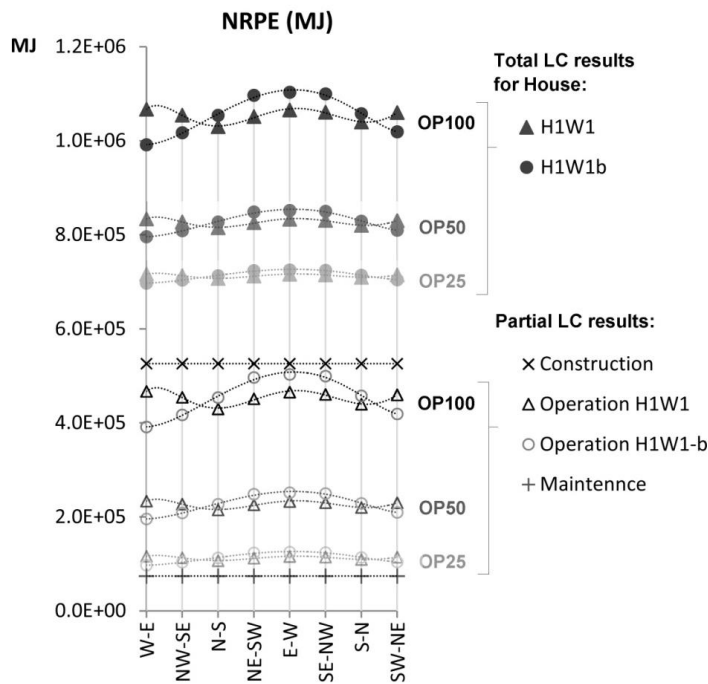 NRPE (MJ)
MJ
1.2E+06
1.0E+06
8.0E+05
6.0E+05
4.0E+05
2.0E+05
0.0E+00
OP100
OP50
OP25
OP100
OP50
OP25
W-E
NW-SE
N-S
NE-SW
E-W
SE-NW
S-N
SW-NE
Total LC results
for House:
H1W1
H1W1b
Partial LC results:
Construction
Operation H1W1
Operation H1W1-b
Maintennce